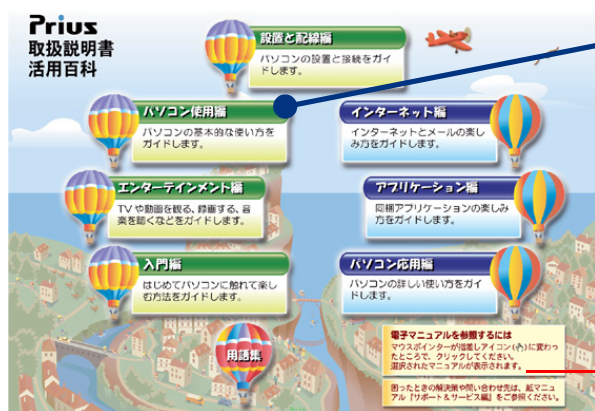 Prius
取扱説明書
活用百科
設置と配線編
パソコンの設置と接続をガイ
ドします。
パソコン使用編
パソコンの基本的な使い方を
ガイドします。
インターネット編
インターネットとメールの楽し
み方をガイドします。
エンターテインメント編
TVや動画を観る、録画する、音
楽を聴くなどをガイドします。
アプリケーション編
同梱アプリケーションの楽しみ
方をガイドします。
入門編
はじめてパソコンに触れて楽し
む方法をガイドします。
パソコン応用編
パソコンの詳しい使い方をガイ
ドします。
用語集
電子マニュアルを参照するには
マウスポインターが指差しアイコン()に変わっ
たところで、クリックしてください。
選択されたマニュアルが表示されます。
困ったときの解決策や問い合わせ先は、紙マニュ
アル『サポート&サービス編』をご参照ください。